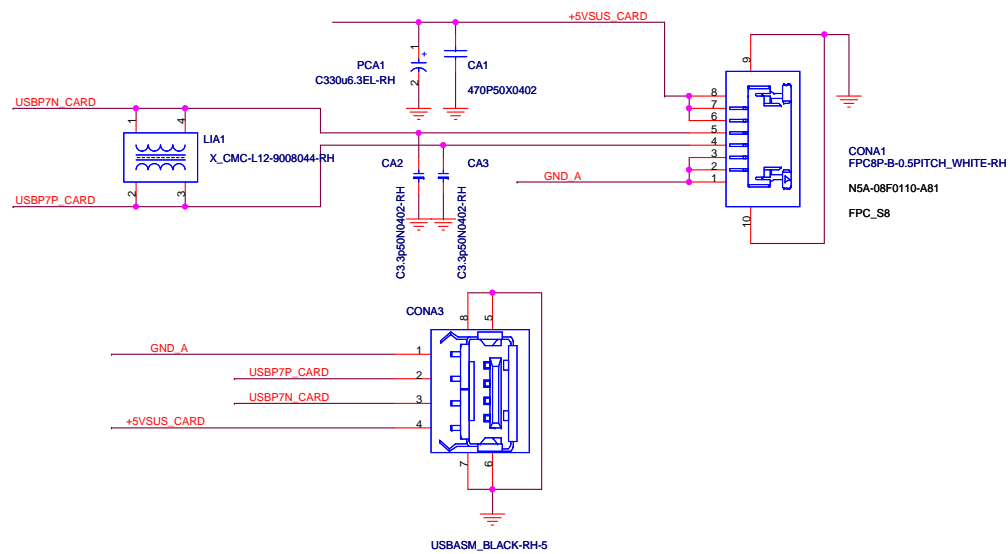 +5VSUS_CARD
1
+
PCA1
C330u6.3EL-RH
2
CA1
470P50X0402
9
USBP7N_CARD
1
4
LIA1
X_CMC-L12-9008044-RH
2
3
USBP7P_CARD
CA2
CA3
C3.3p50N0402-RH
C3.3p50N0402-RH
GND_A
8
7
6
5
4
3
2
1
10
CONA1
FPC8P-B-0.5PITCH_WHITE-RH
N5A-08F0110-A81
FPC_S8
CONA3
8
5
GND_A
1
USBP7P_CARD
2
USBP7N_CARD
3
+5VSUS_CARD
4
7
6
USBASM_BLACK-RH-5